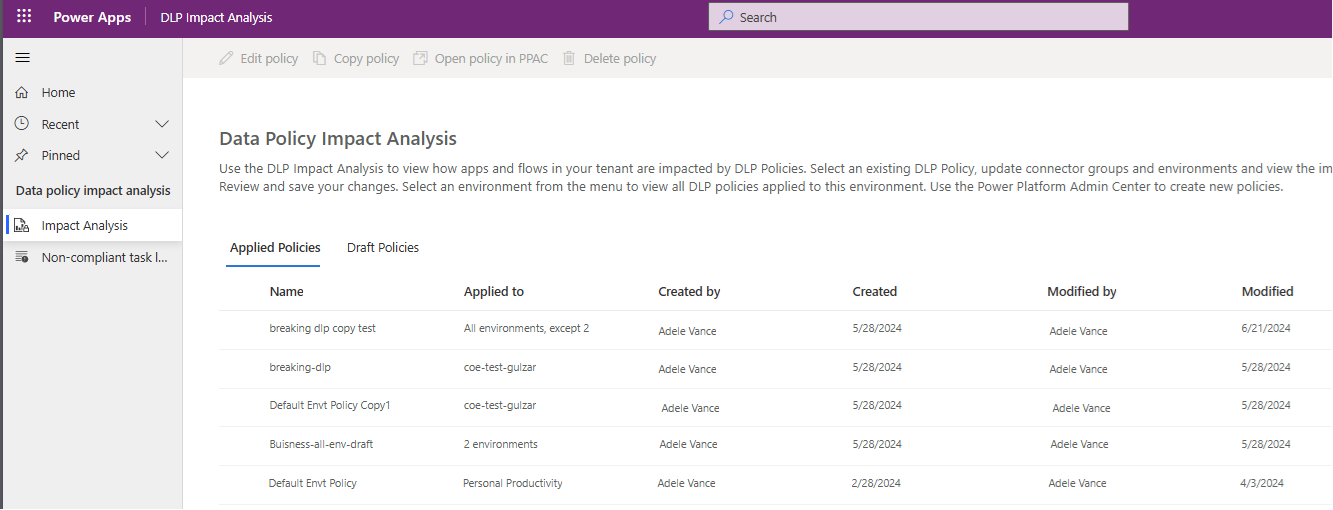 Power Apps DLP Impact Analysis Search
Edit policy Copy policy Open policy in PPAC Delete policy
Home
Recent
Pinned
Data policy impact analysis
Impact Analysis
Non-compliant task l...
Data Policy Impact Analysis
Use the DLP Impact Analysis to view how apps and flows in your tenant are impacted by DLP Policies. Select an existing DLP Policy, update connector groups and environments and view the im
Review and save your changes. Select an environment from the menu to view all DLP policies applied to this environment. Use the Power Platform Admin Center to create new policies.
Applied Policies Draft Policies
Name Applied to Created by Created Modified by Modified
breaking dlp copy test All environments, except 2 Adele Vance 5/28/2024 Adele Vance 6/21/2024
breaking-dlp coe-test-gulzar Adele Vance 5/28/2024 Adele Vance 5/28/2024
Default Envt Policy Copy1 coe-test-gulzar Adele Vance 5/28/2024 Adele Vance 5/28/2024
Buisness-all-env-draft 2 environments Adele Vance 5/28/2024 Adele Vance 5/28/2024
Default Envt Policy Personal Productivity Adele Vance 2/28/2024 Adele Vance 4/3/2024